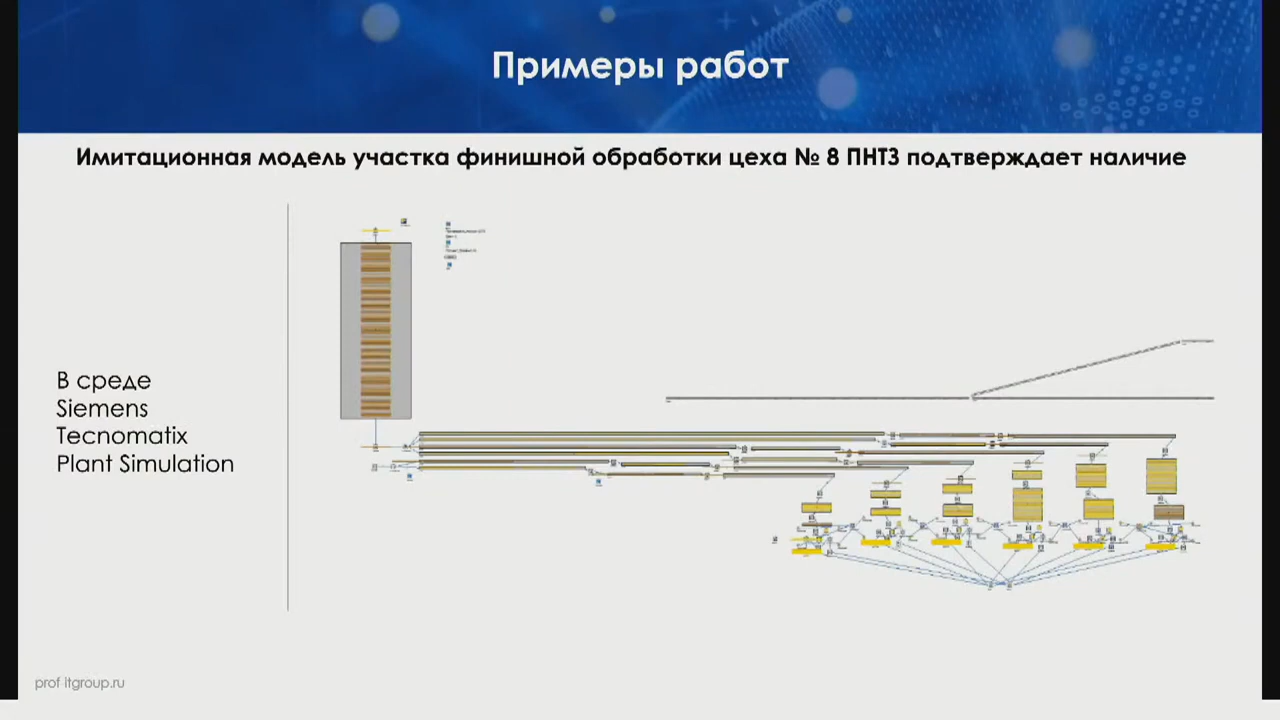 Примеры работ
Имитационная модель участка финишной обработки цеха № 8 ПНТЗ подтверждает наличие
В среде
Siemens
Tecnomatix
Plant Simulation
prof itgroup.ru